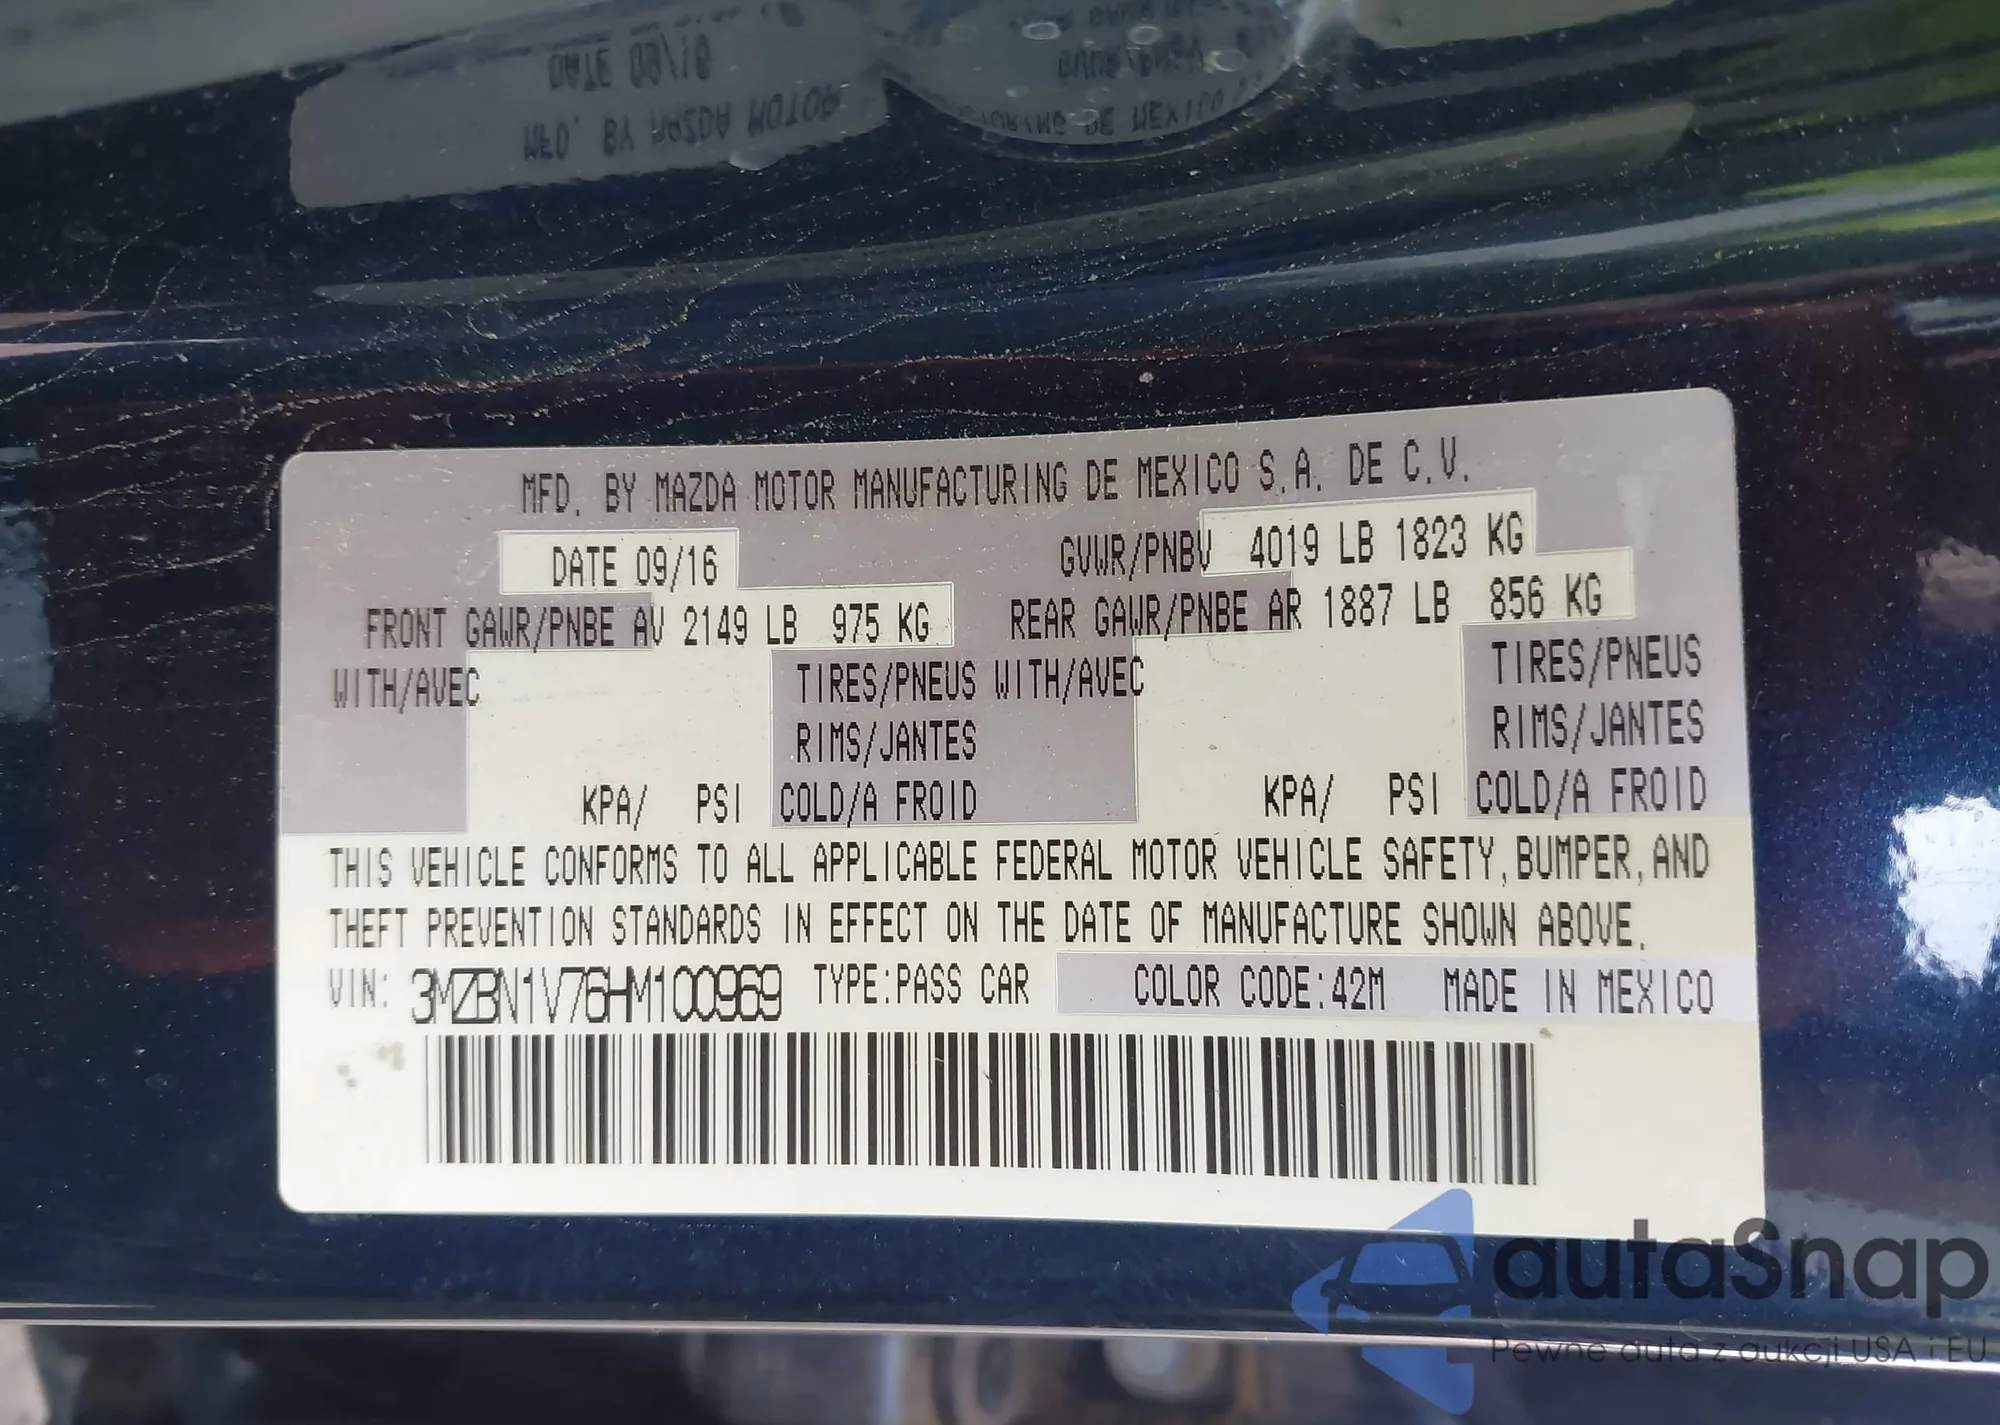 MFD. BY MAZDA MOTOR MANUFACTURING DE MEXICO S.A. DE C.V.
DATE 09/16 GVWR/PNBV 4019 LB 1823 KG
FRONT GAWR/PNBE AV 2149 LB 975 KG REAR GAWR/PNBE AR 1887 LB 856 KG
WITH/AVEC TIRES/PNEUS WITH/AVEC TIRES/PNEUS
RIMS/JANTES RIMS/JANTES
KPA/ PSI COLD/A FROID KPA/ PSI COLD/A FROID
THIS VEHICLE CONFORMS TO ALL APPLICABLE FEDERAL MOTOR VEHICLE SAFETY, BUMPER, AND
THEFT PREVENTION STANDARDS IN EFFECT ON THE DATE OF MANUFACTURE SHOWN ABOVE.
VIN: 3MZBN1V76HM100969 TYPE:PASS CAR COLOR CODE:42M MADE IN MEXICO
autaSnap
Pewne auta z aukcji USA i EU